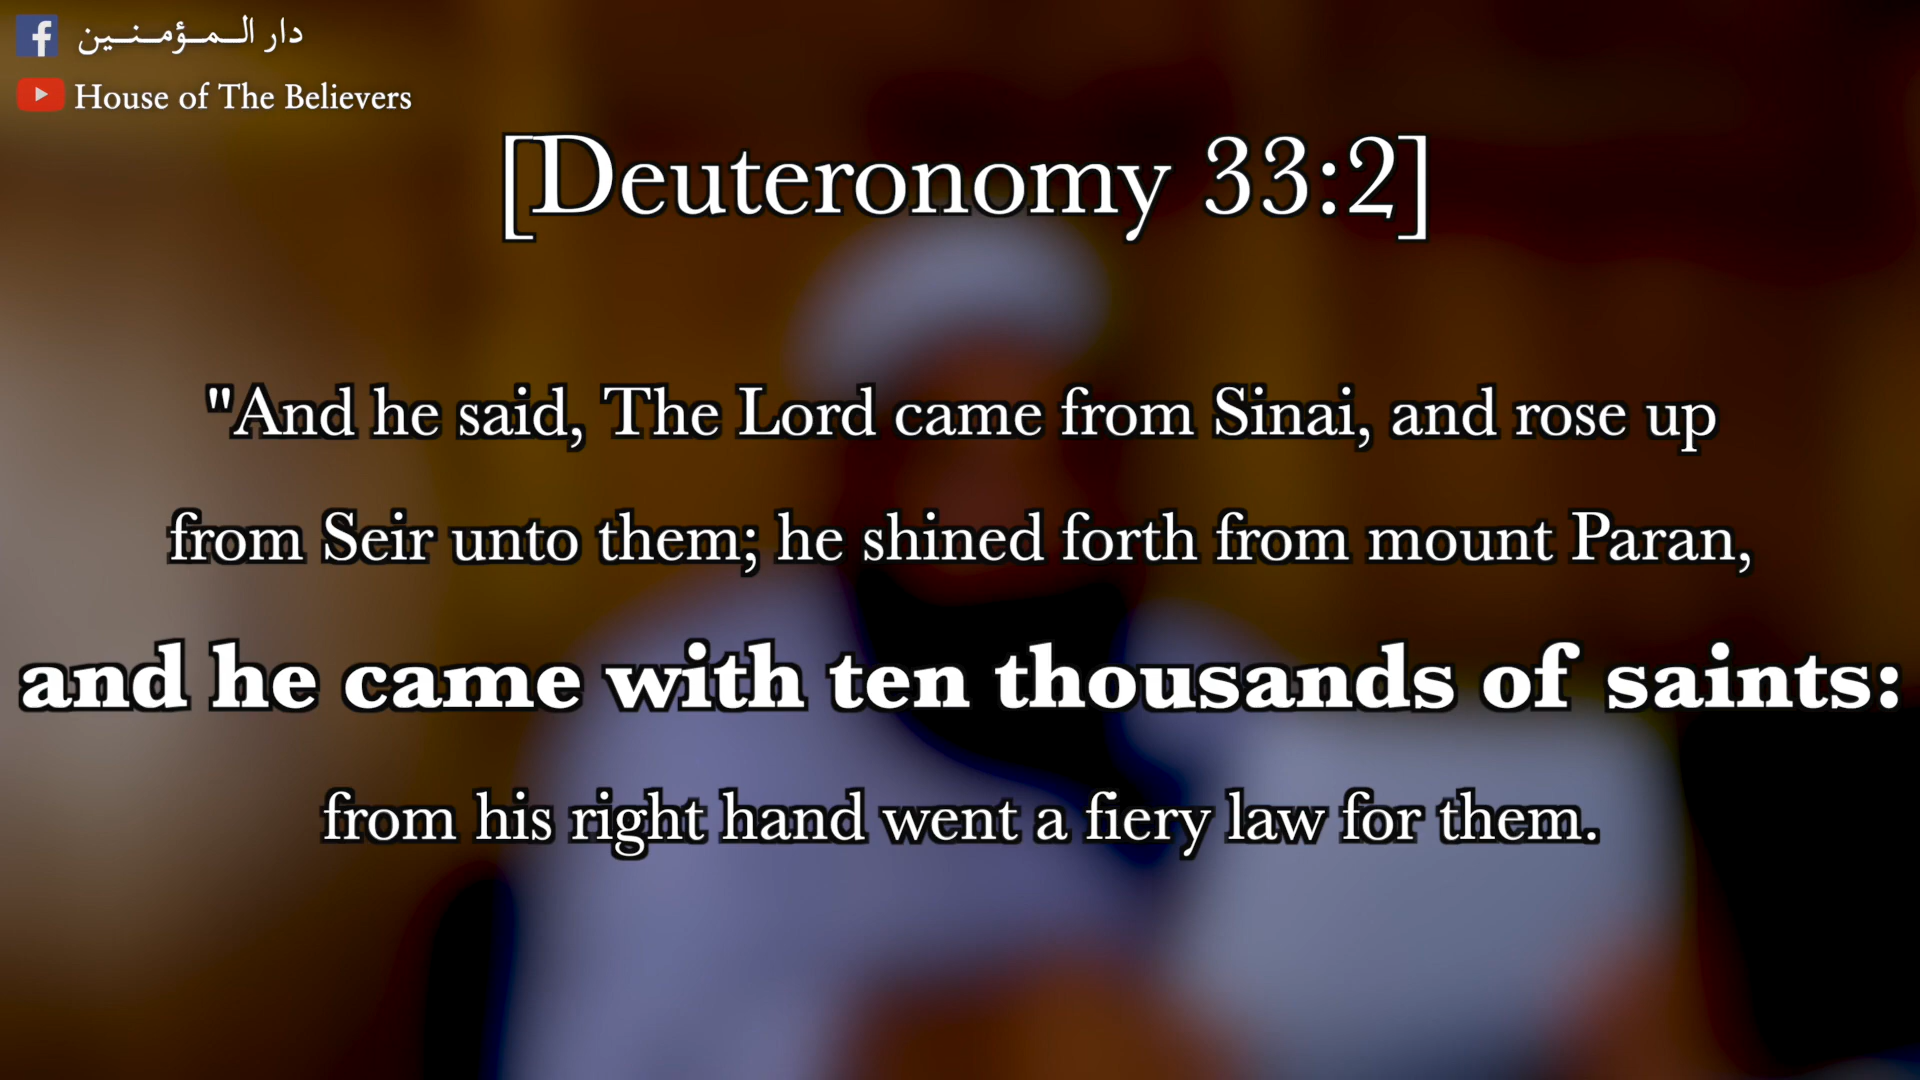 دار الـمـؤمـنـين
House of The Believers
[Deuteronomy 33:2]
"And he said, The Lord came from Sinai, and rose up
from Seir unto them; he shined forth from mount Paran,
and he came with ten thousands of saints:
from his right hand went a fiery law for them.